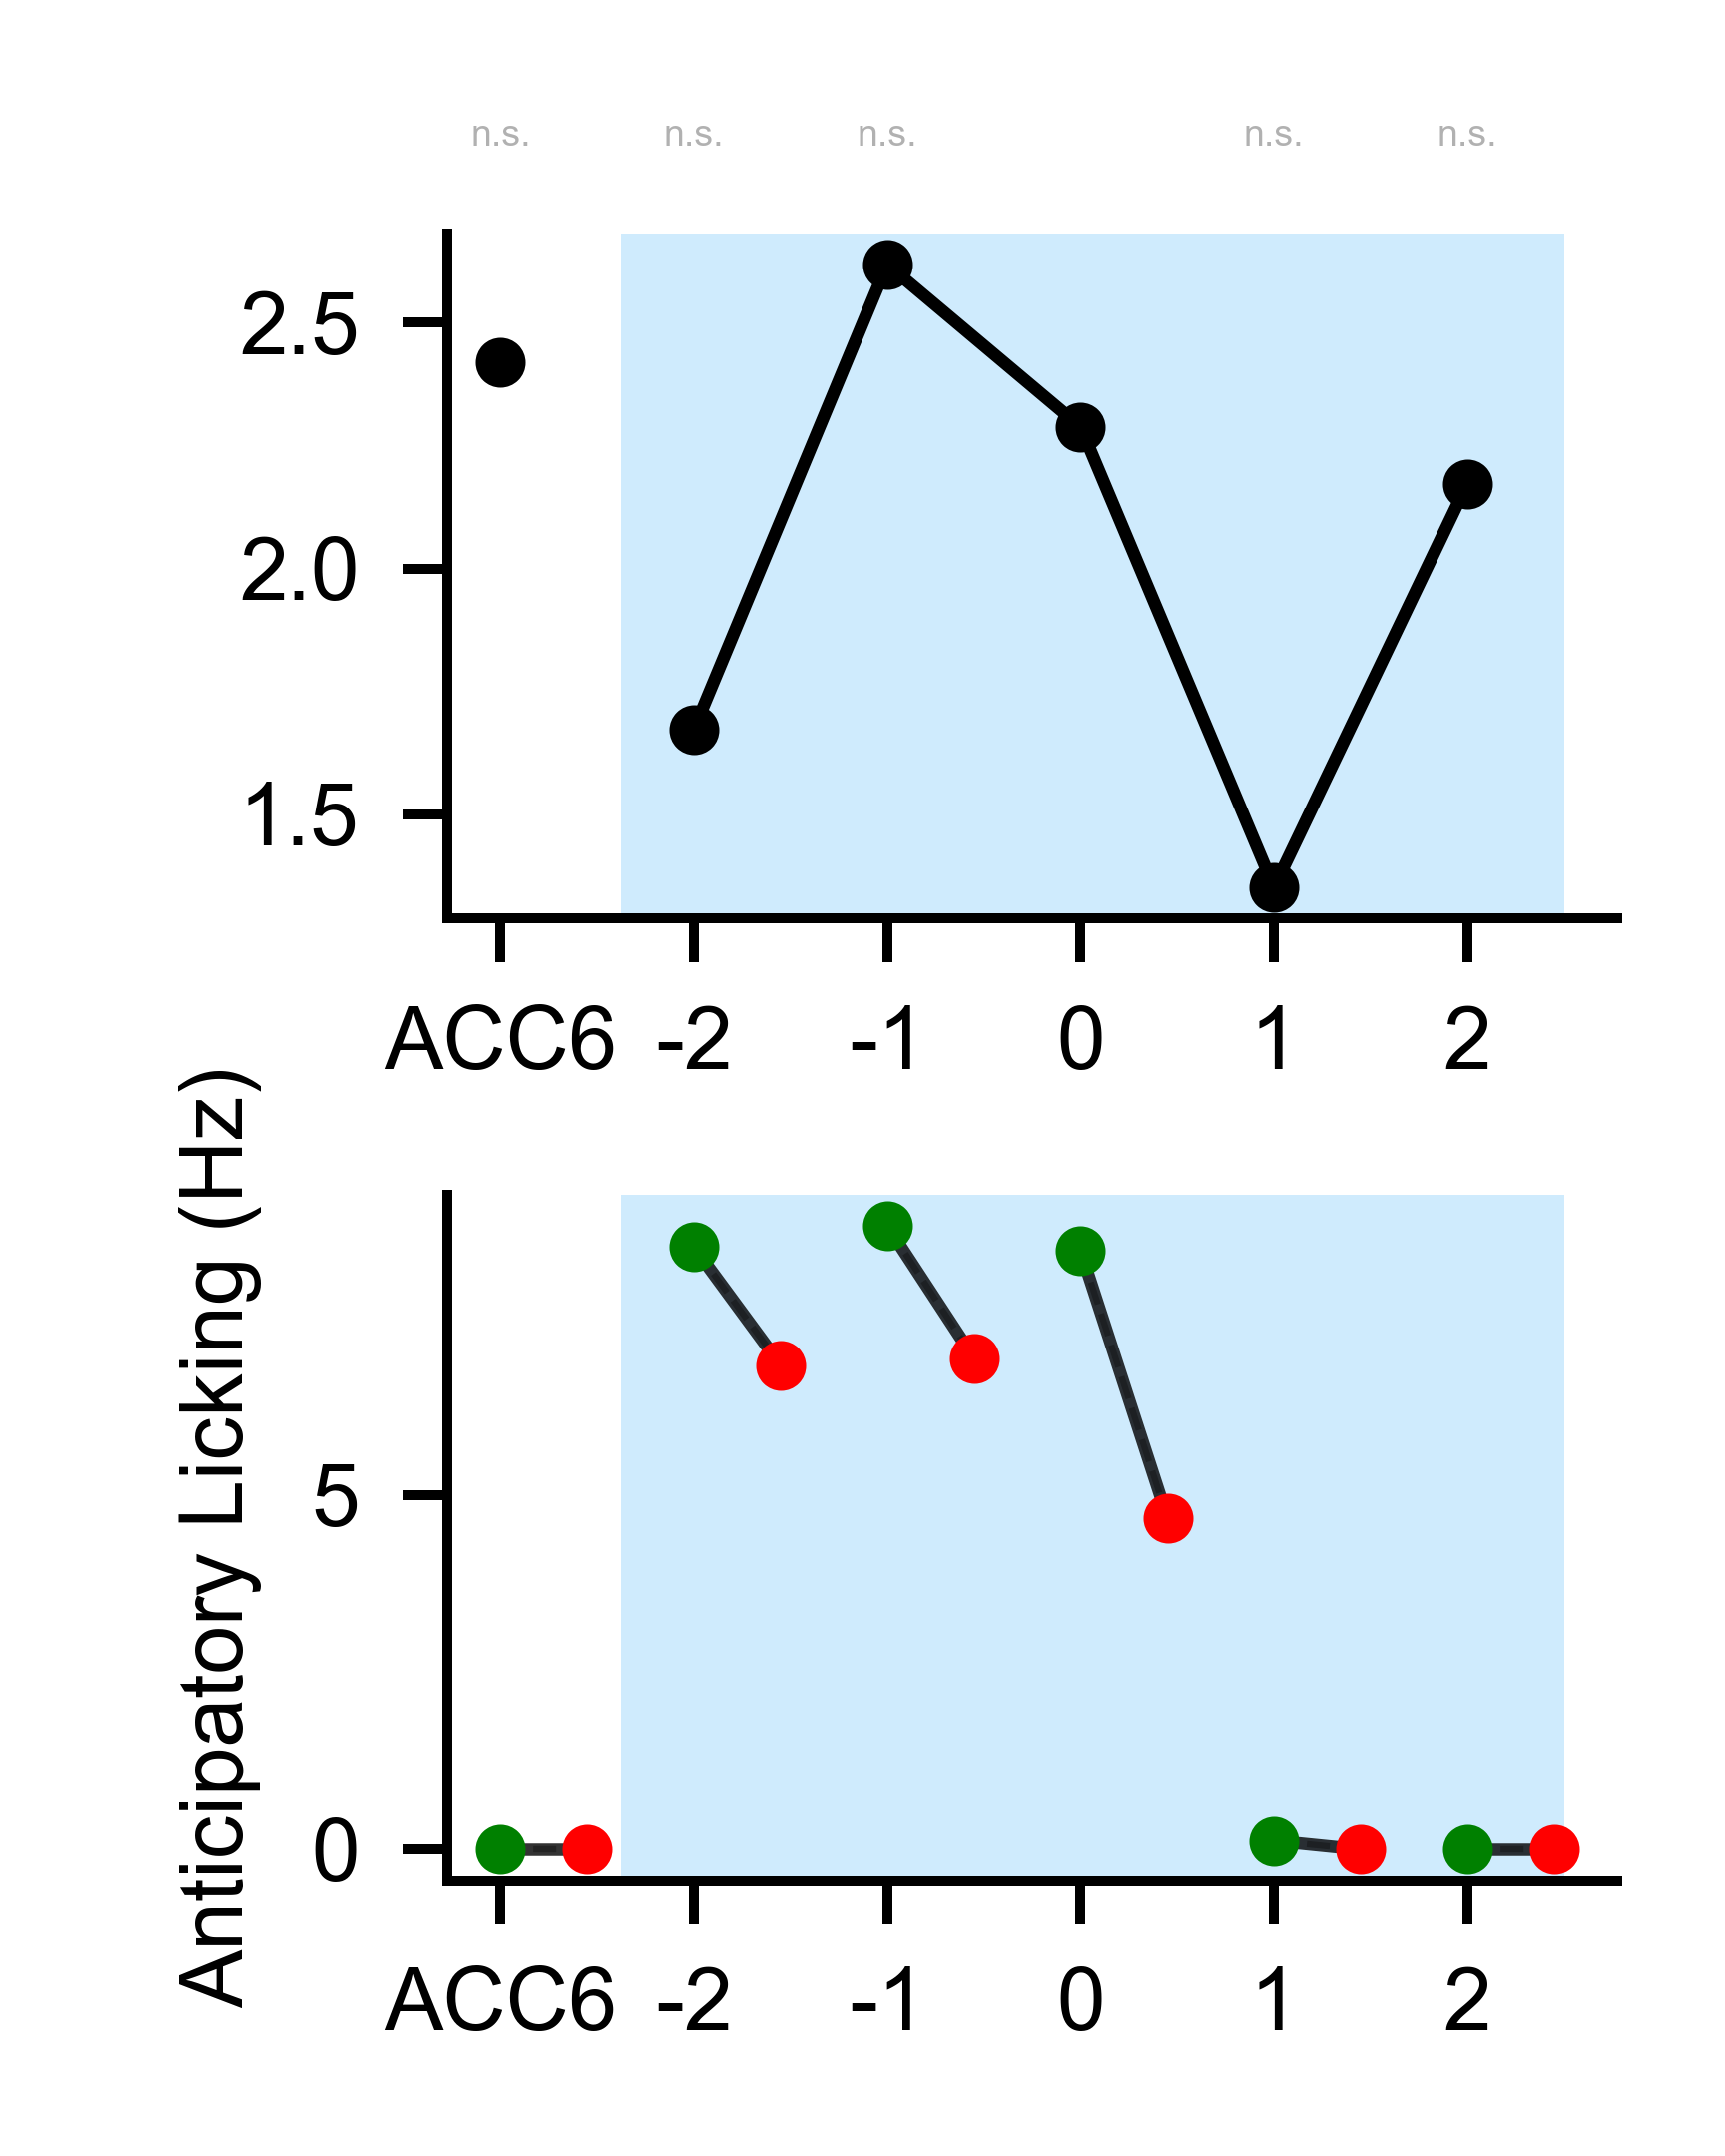 n.s. n.s. n.s. n.s. n.s.
2.5
2.0
1.5
ACC6 -2 -1 0 1 2
Anticipatory Licking (Hz)
5
0
ACC6 -2 -1 0 1 2